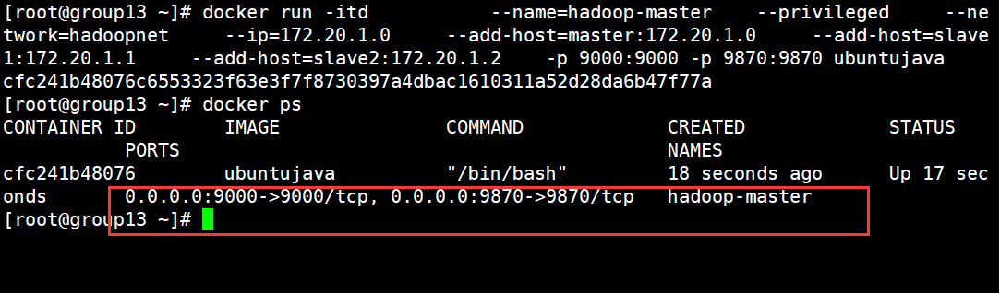 [root@group13 ~]# docker run -itd        --name=hadoop-master    --privileged     --ne
twork=hadoopnet     --ip=172.20.1.0     --add-host=master:172.20.1.0     --add-host=slave
1:172.20.1.1     --add-host=slave2:172.20.1.2    -p 9000:9000 -p 9870:9870 ubuntujava
cfc241b48076c6553323f63e3f7f8730397a4dbac1610311a52d28da6b47f77a
[root@group13 ~]# docker ps
CONTAINER ID        IMAGE               COMMAND             CREATED             STATUS
           PORTS                                            NAMES
cfc241b48076        ubuntujava          "/bin/bash"         18 seconds ago      Up 17 sec
onds       0.0.0.0:9000->9000/tcp, 0.0.0.0:9870->9870/tcp   hadoop-master
[root@group13 ~]#